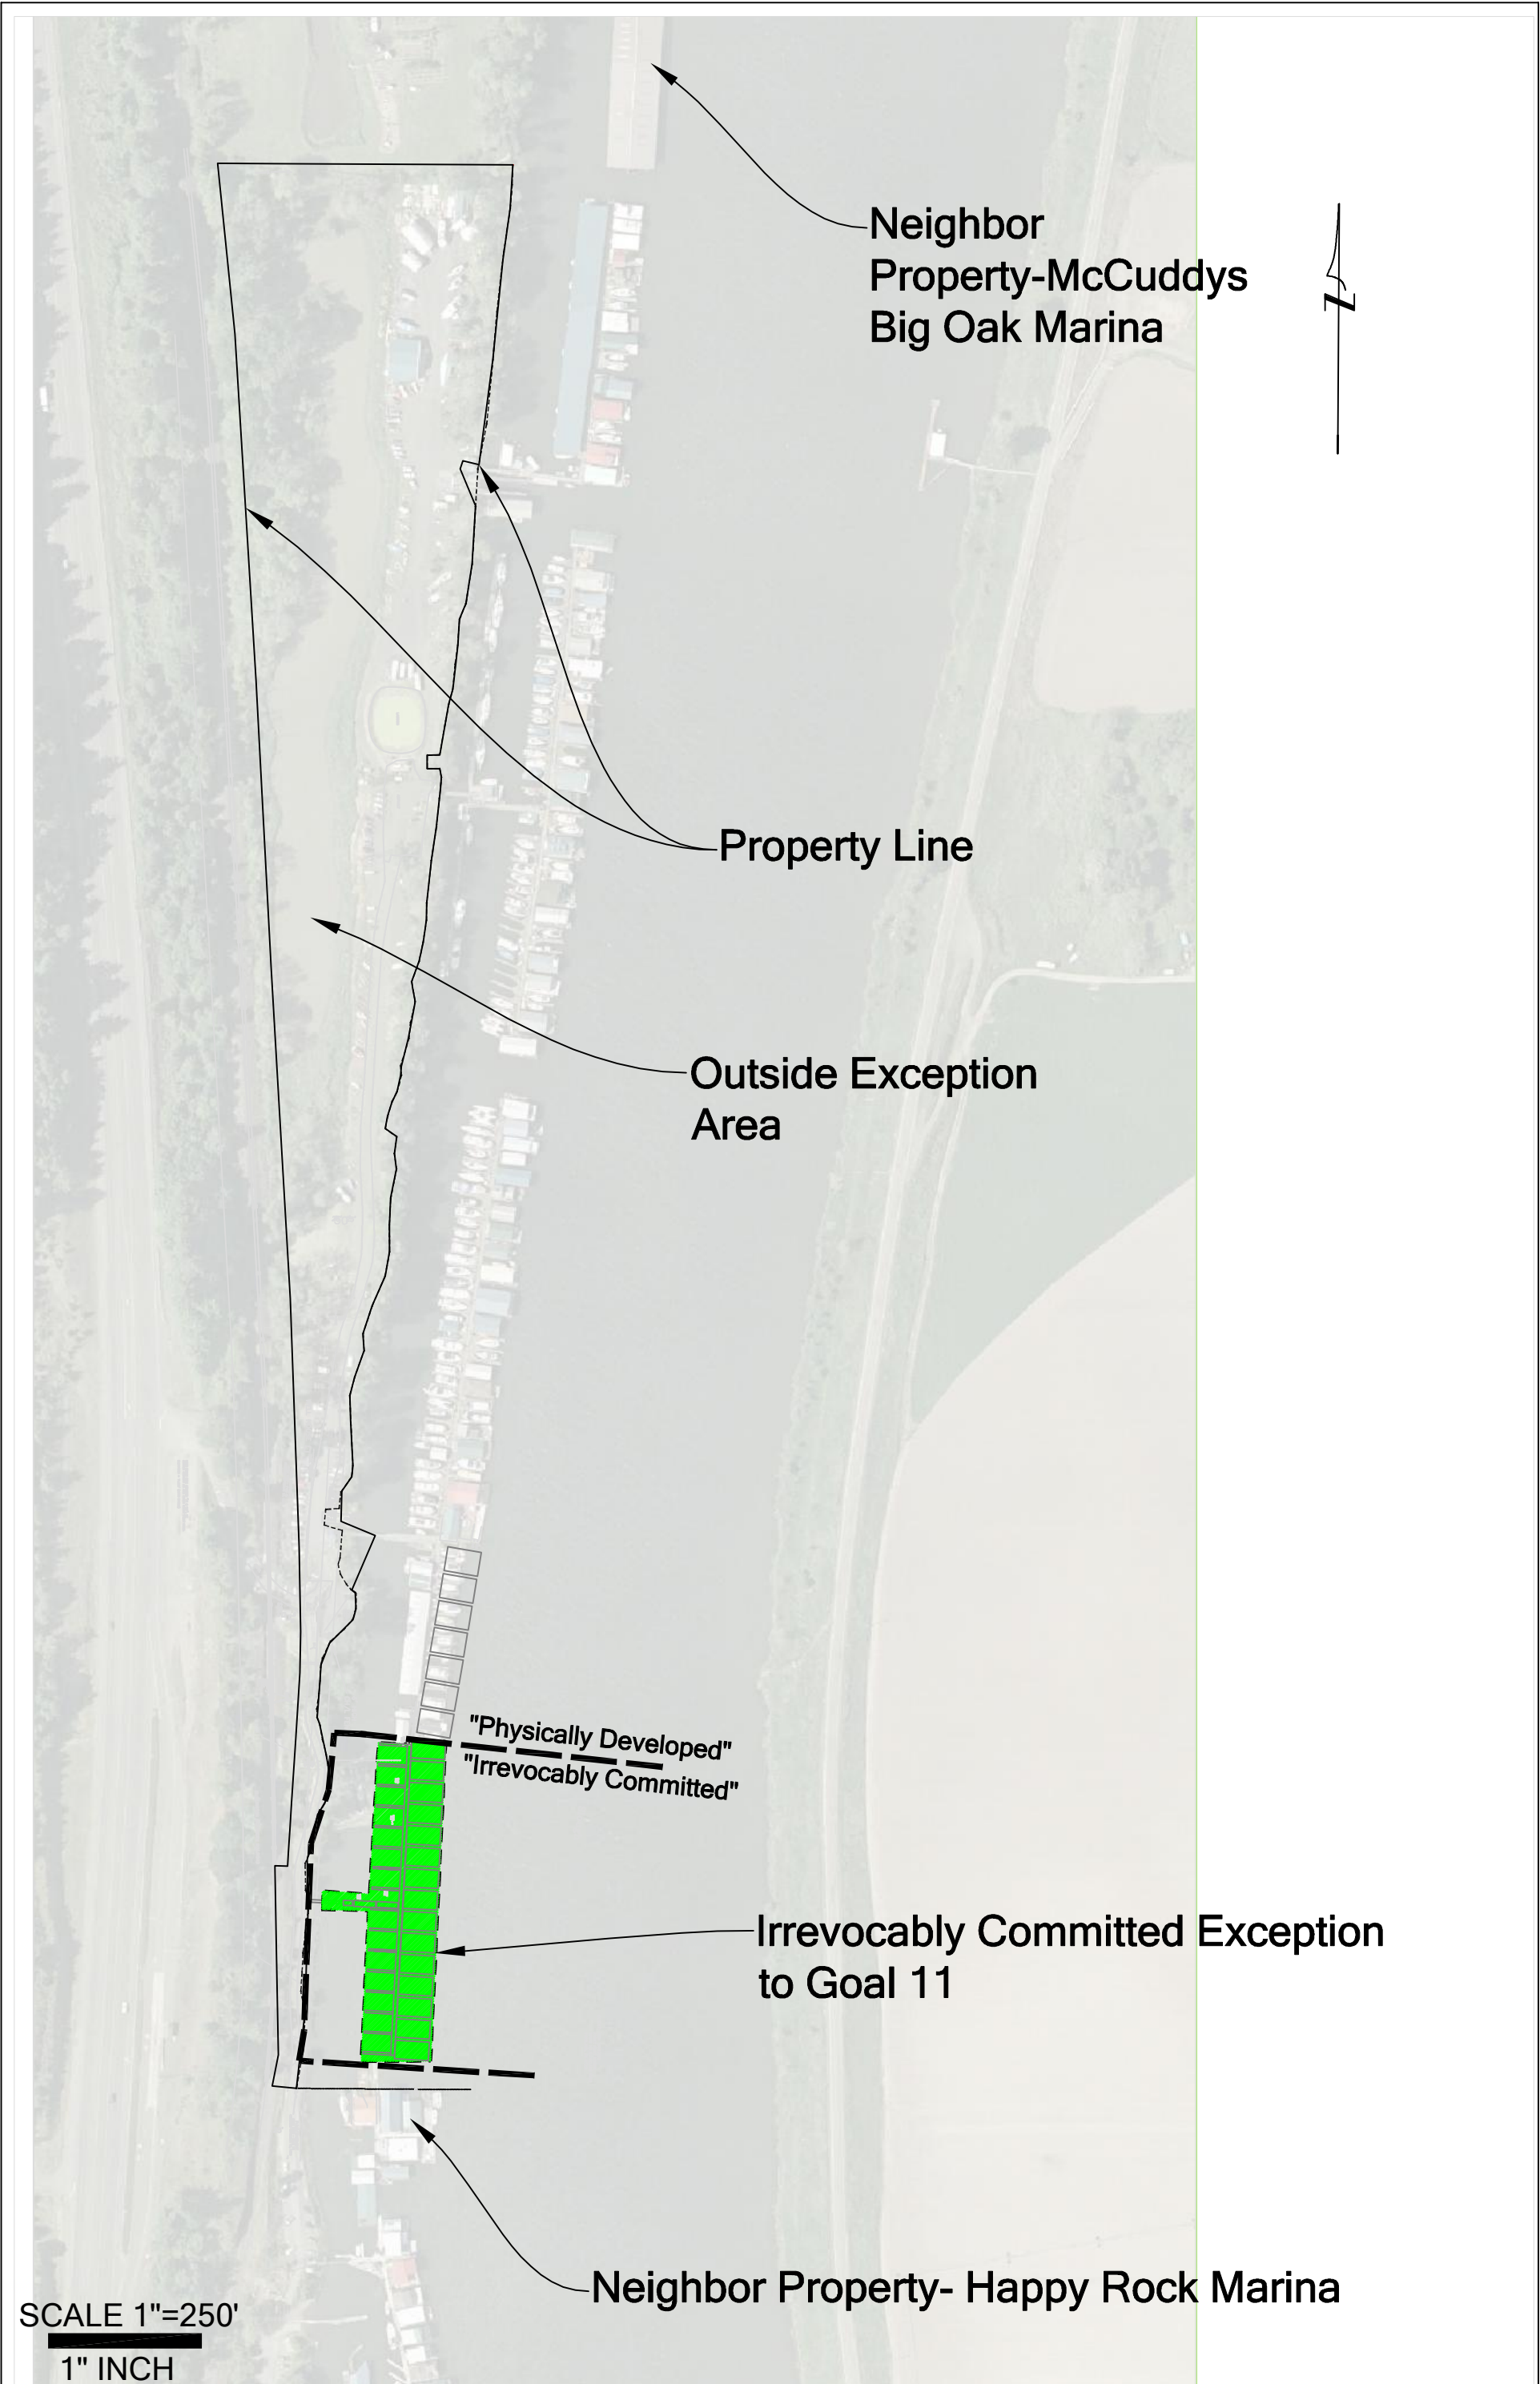 Neighbor
Property-McCuddys
Big Oak Marina
N
Property Line
Outside Exception
Area
"Physically Developed"
"Irrevocably Committed"
Irrevocably Committed Exception
to Goal 11
Neighbor Property- Happy Rock Marina
SCALE 1"=250'
1" INCH